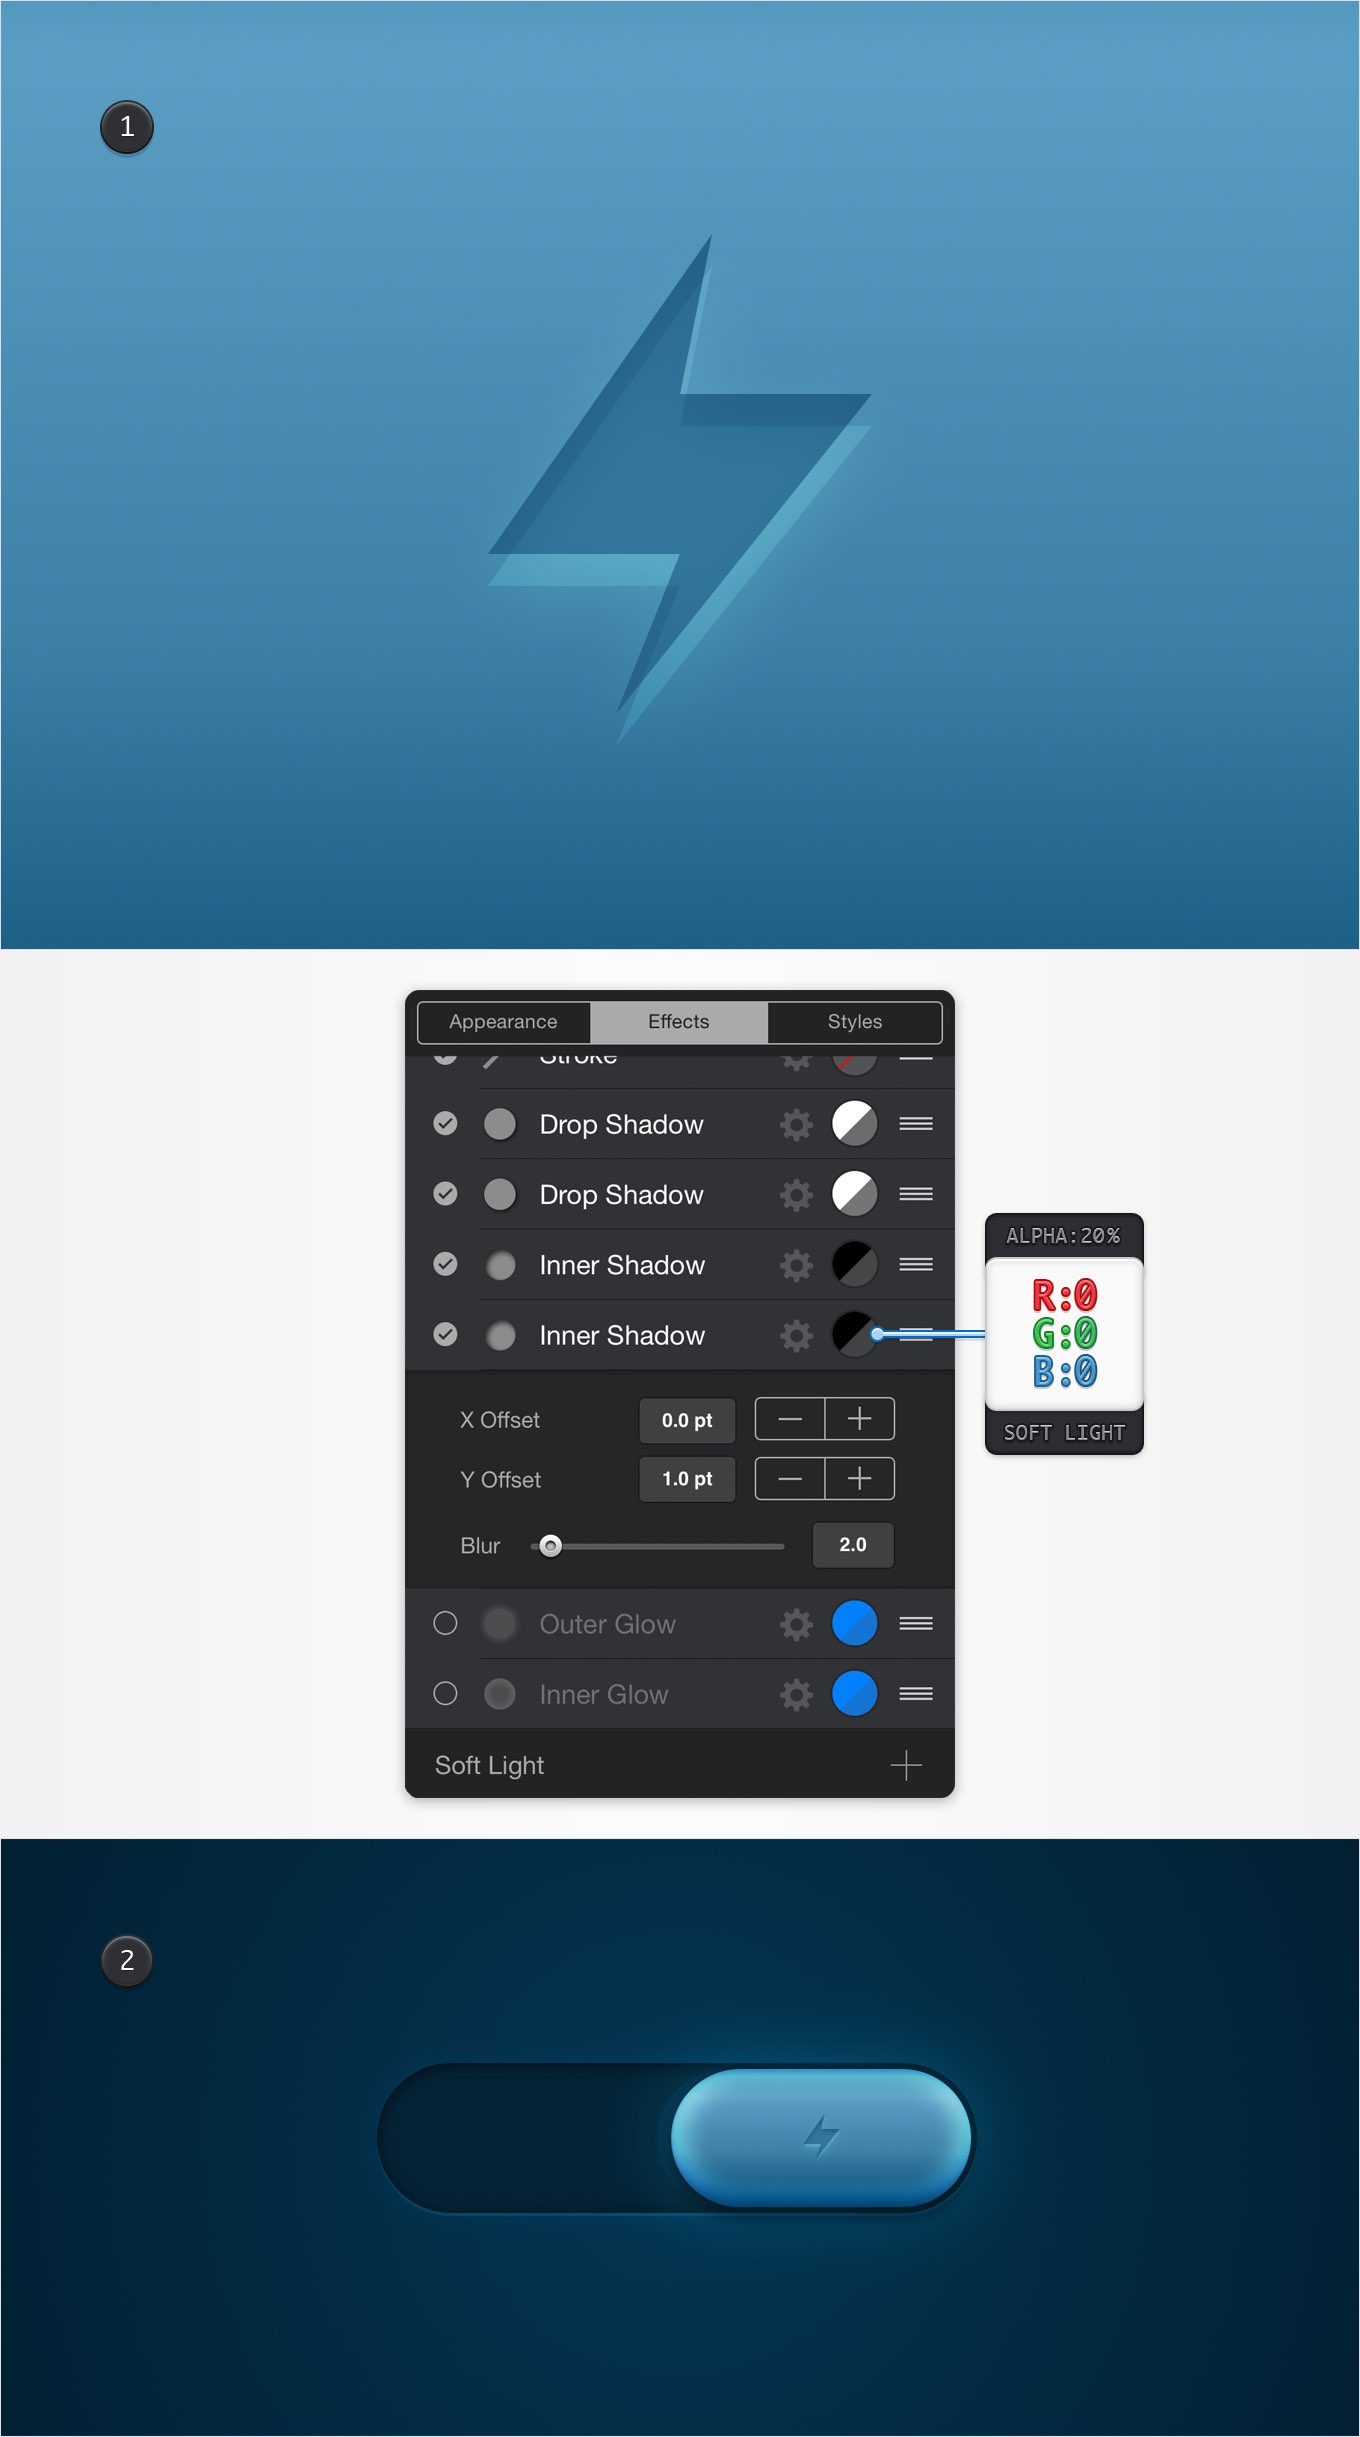 1
Appearance
Effects
Styles
Stroke
Drop Shadow
Drop Shadow
Inner Shadow
Inner Shadow
ALPHA:20%
R:0
G:0
B:0
SOFT LIGHT
X Offset
0.0 pt
Y Offset
1.0 pt
Blur
2.0
Outer Glow
Inner Glow
Soft Light
2